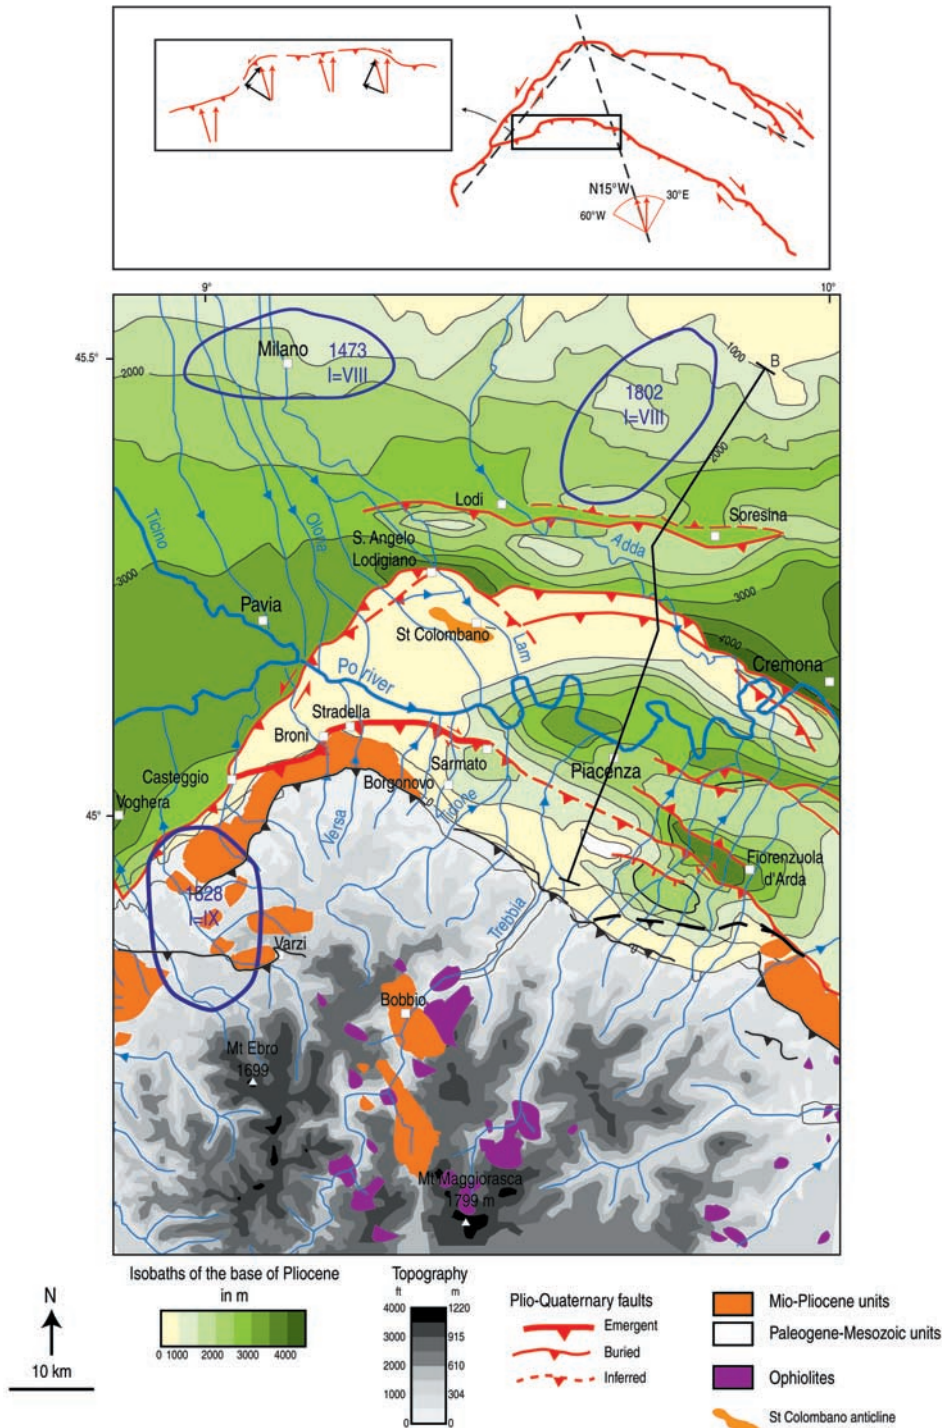 N15°W
30°E
60°W
9°
10°
45.5°
Milano
1473
I=VIII
1802
I=VIII
1000
B
2000
2000
Lodi
Soresina
Ticino
Olona
S. Angelo
Lodigiano
Adda
3000
3000
Pavia
St Colombano
Lam
4000
Cremona
Po river
Stradella
Broni
Sarmato
Piacenza
Casteggio
Borgonovo
Voghera
0
45°
Versa
Tidone
Fiorenzuola
d'Arda
1828
I=IX
Trebbia
0
Varzi
Bobbio
Mt Ebro
1699
Mt Maggiorasca
1799 m
N
10 km
Isobaths of the base of Pliocene
in m
0 1000 2000 3000 4000
Topography
ft m
4000 1220
3000 915
2000 610
1000 304
0 0
Plio-Quaternary faults
Emergent
Buried
Inferred
Mio-Pliocene units
Paleogene-Mesozoic units
Ophiolites
St Colombano anticline